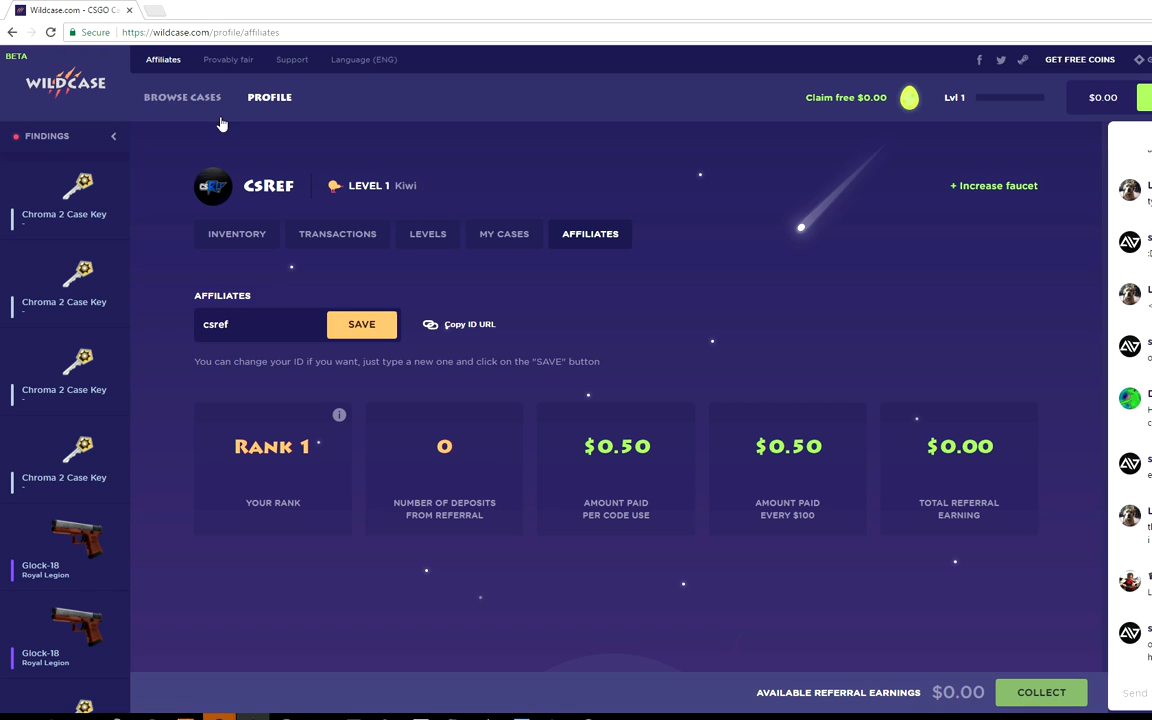 Wildcase.com - CSGO C
Secure
https://wildcase.com/profile/affiliates
BETA
WILDCASE
Affiliates
Provably fair
Support
Language (ENG)
GET FREE COINS
BROWSE CASES
PROFILE
Claim free $0.00
Lvl 1
$0.00
FINDINGS
CsRef
LEVEL 1 Kiwi
+ Increase faucet
INVENTORY
TRANSACTIONS
LEVELS
MY CASES
AFFILIATES
AFFILIATES
csref
SAVE
Copy ID URL
You can change your ID if you want, just type a new one and click on the "SAVE" button
Rank 1
YOUR RANK
0
NUMBER OF DEPOSITS
FROM REFERRAL
$0.50
AMOUNT PAID
PER CODE USE
$0.50
AMOUNT PAID
EVERY $100
$0.00
TOTAL REFERRAL
EARNING
Chroma 2 Case Key
-
Chroma 2 Case Key
-
Chroma 2 Case Key
-
Chroma 2 Case Key
-
Glock-18
Royal Legion
Glock-18
Royal Legion
AVAILABLE REFERRAL EARNINGS $0.00
COLLECT
Send